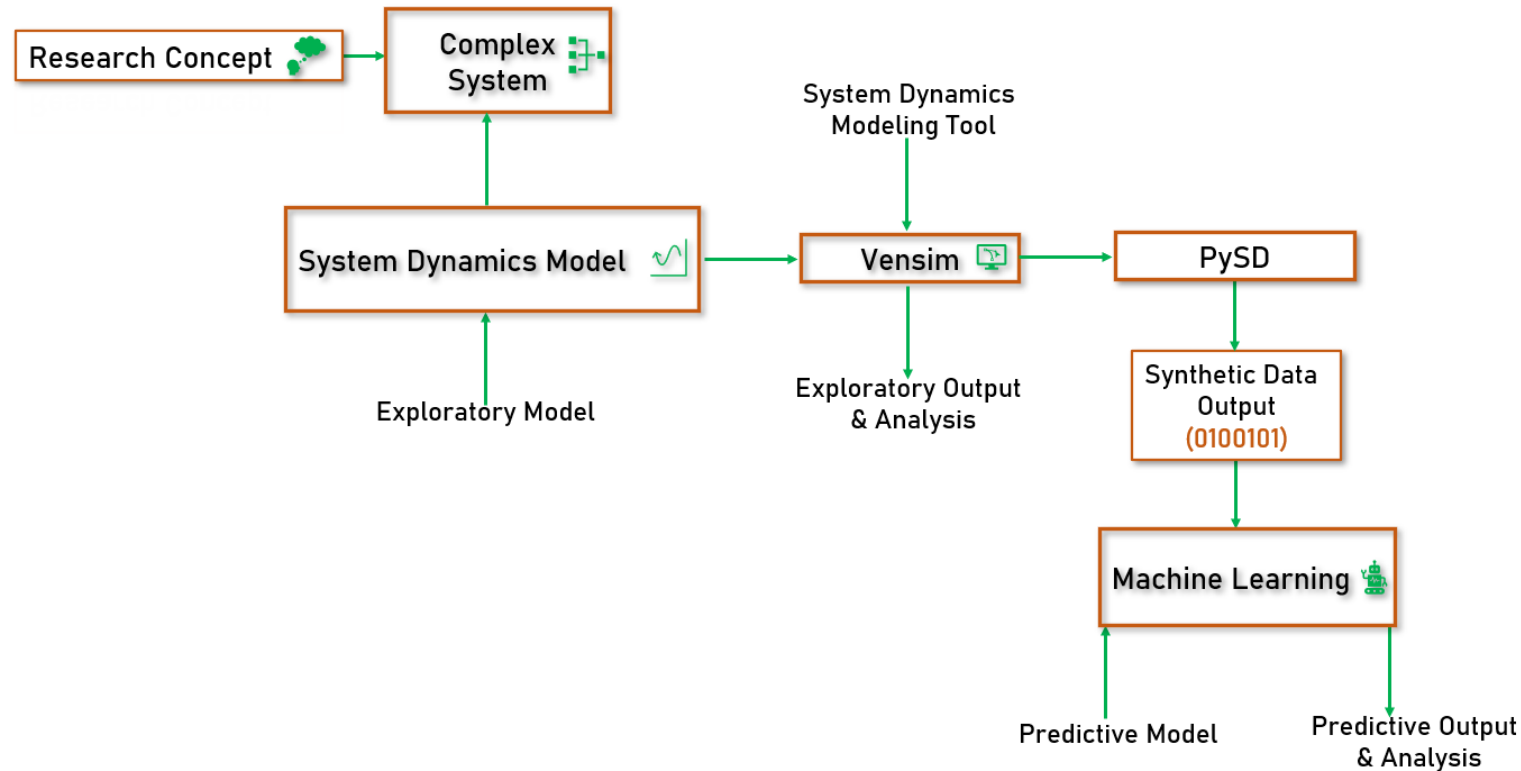 Research Concept
Complex
System
System Dynamics
Modeling Tool
System Dynamics Model
Vensim
PySD
Exploratory Model
Exploratory Output
& Analysis
Synthetic Data
Output
(0100101)
Machine Learning
Predictive Model
Predictive Output
& Analysis